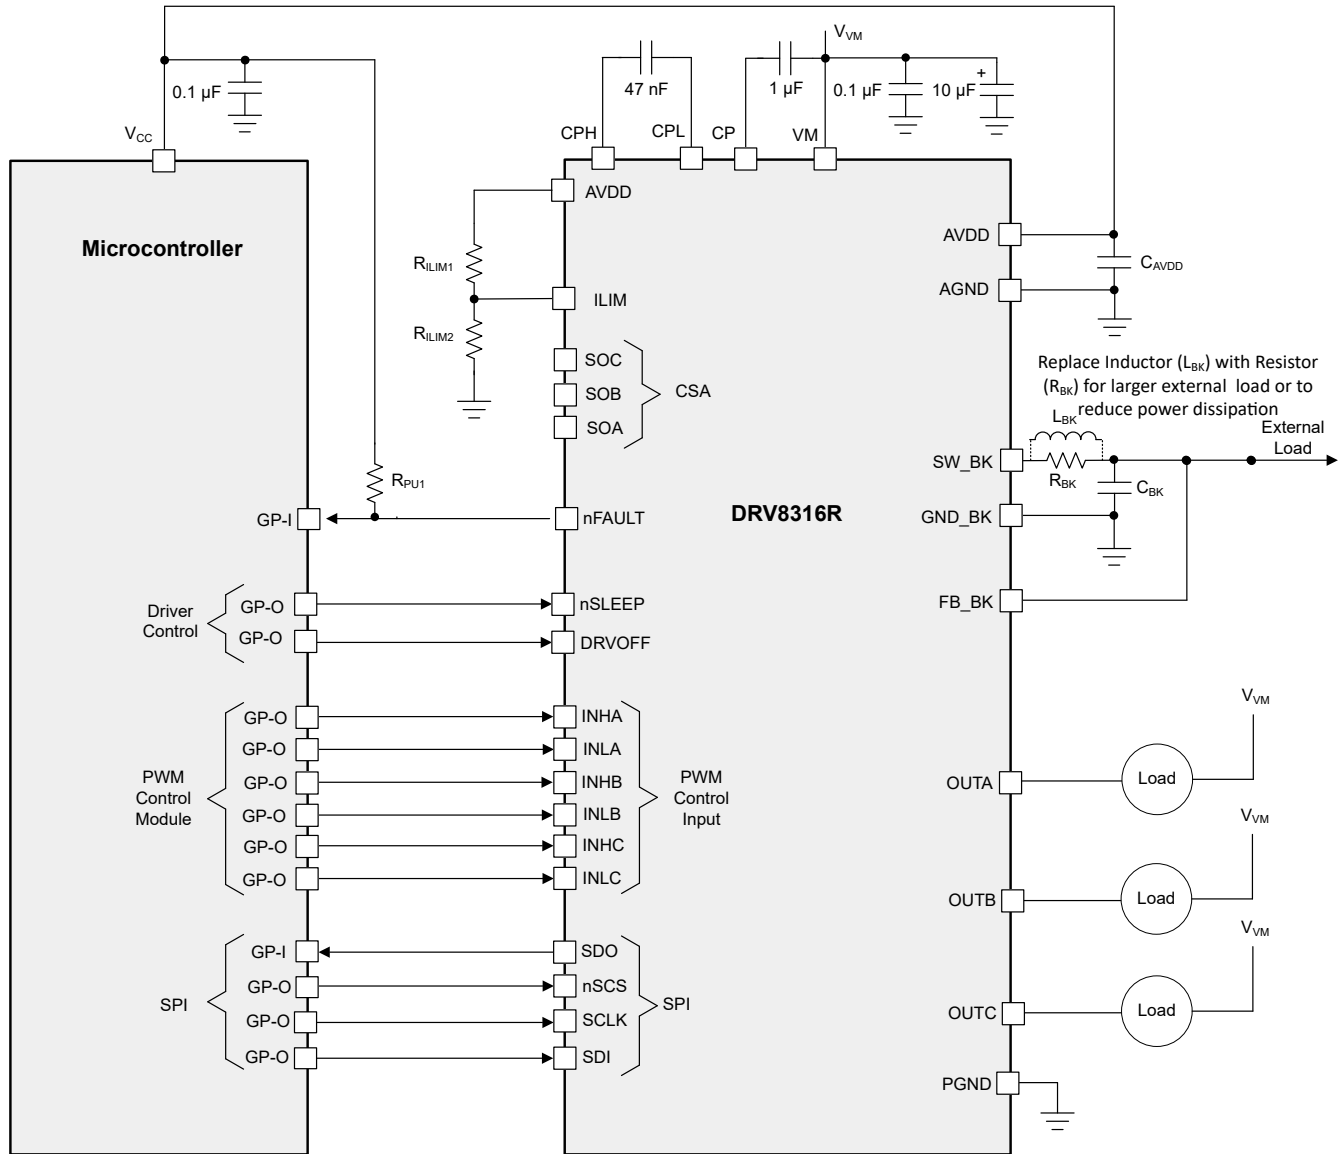 V_VM
0.1 µF
47 nF
1 µF
0.1 µF
10 µF
+
V_CC
CPH
CPL
CP
VM
Microcontroller
AVDD
R_ILIM1
ILIM
R_ILIM2
SOC
SOB
SOA
CSA
AVDD
C_AVDD
AGND
Replace Inductor (L_BK) with Resistor
(R_BK) for larger external load or to
reduce power dissipation
L_BK
External
Load
SW_BK
R_BK
C_BK
R_PU1
GP-I
nFAULT
DRV8316R
GND_BK
FB_BK
Driver
Control
GP-O
GP-O
nSLEEP
DRVOFF
PWM
Control
Module
GP-O
GP-O
GP-O
GP-O
GP-O
GP-O
INHA
INLA
INHB
INLB
INHC
INLC
PWM
Control
Input
V_VM
OUTA
Load
V_VM
OUTB
Load
V_VM
OUTC
Load
SPI
GP-I
GP-O
GP-O
GP-O
SDO
nSCS
SCLK
SDI
SPI
PGND